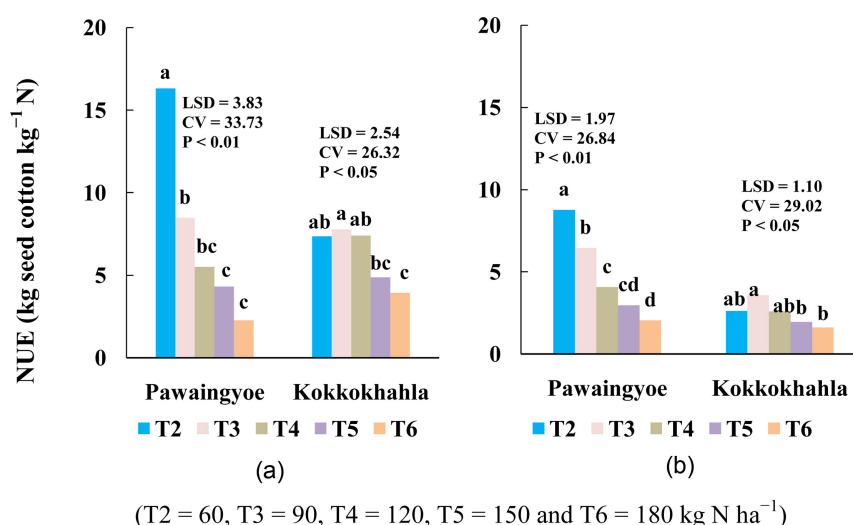 NUE (kg seed cotton kg⁻¹ N)
20
15
10
5
0
a
LSD = 3.83
CV = 33.73
P < 0.01
b
bc
c
c
LSD = 2.54
CV = 26.32
P < 0.05
ab
a
ab
bc
c
Pawaingyoe
Kokkokhahla
T2 T3 T4 T5 T6
(a)
20
15
10
5
0
LSD = 1.97
CV = 26.84
P < 0.01
a
b
c
cd
d
LSD = 1.10
CV = 29.02
P < 0.05
ab
a
ab
b
b
Pawaingyoe
Kokkokhahla
T2 T3 T4 T5 T6
(b)
(T2 = 60, T3 = 90, T4 = 120, T5 = 150 and T6 = 180 kg N ha⁻¹)